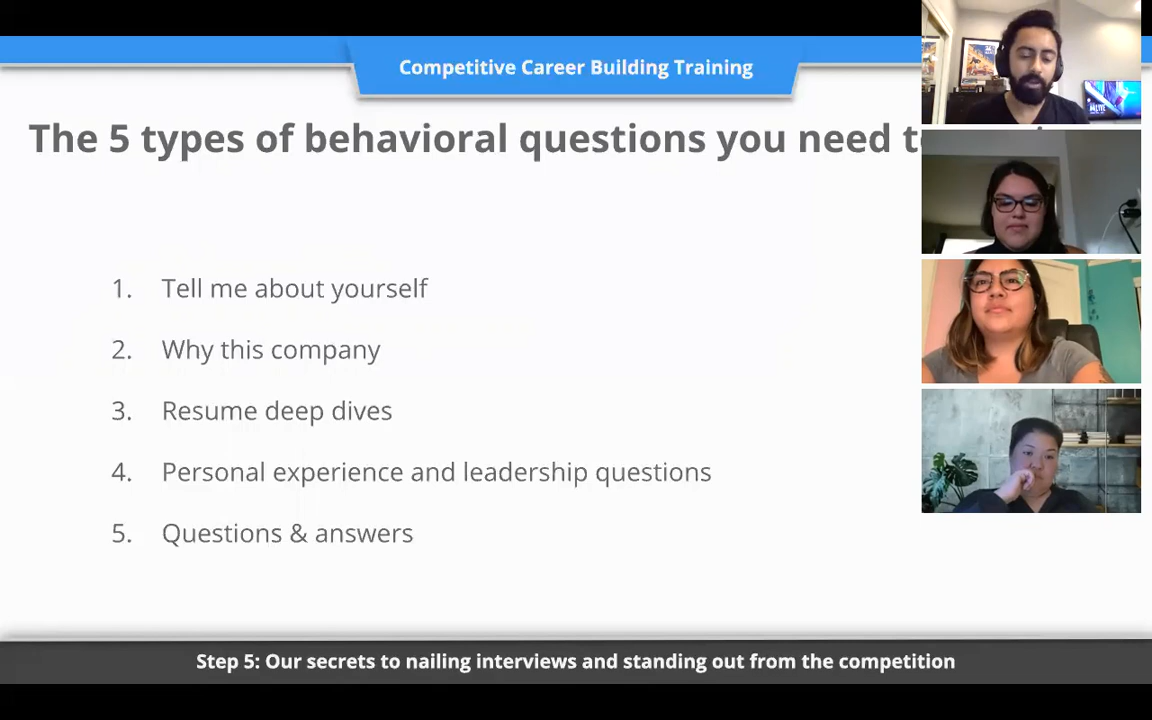 Competitive Career Building Training
The 5 types of behavioral questions you need
1. Tell me about yourself
2. Why this company
3. Resume deep dives
4. Personal experience and leadership questions
5. Questions & answers
Step 5: Our secrets to nailing interviews and standing out from the competition